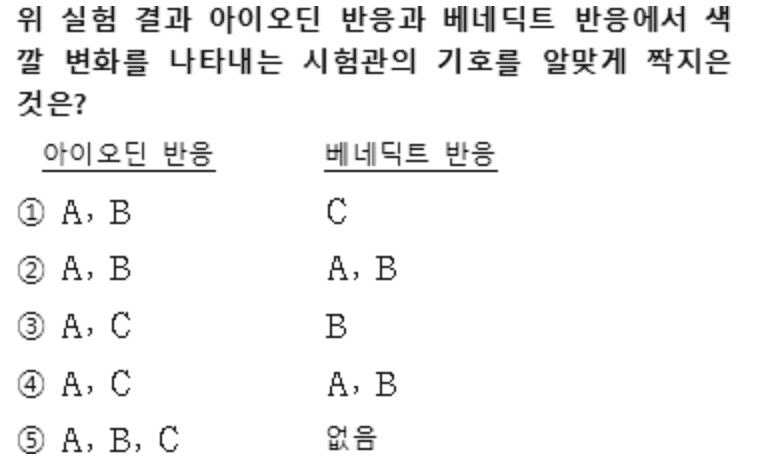 위 실험 결과 아이오딘 반응과 베네딕트 반응에서 색
깔 변화를 나타내는 시험관의 기호를 알맞게 짝지은
것은?
아이오딘 반응 베네딕트 반응
① A, B C
② A, B A, B
③ A, C B
④ A, C A, B
⑤ A, B, C 없음